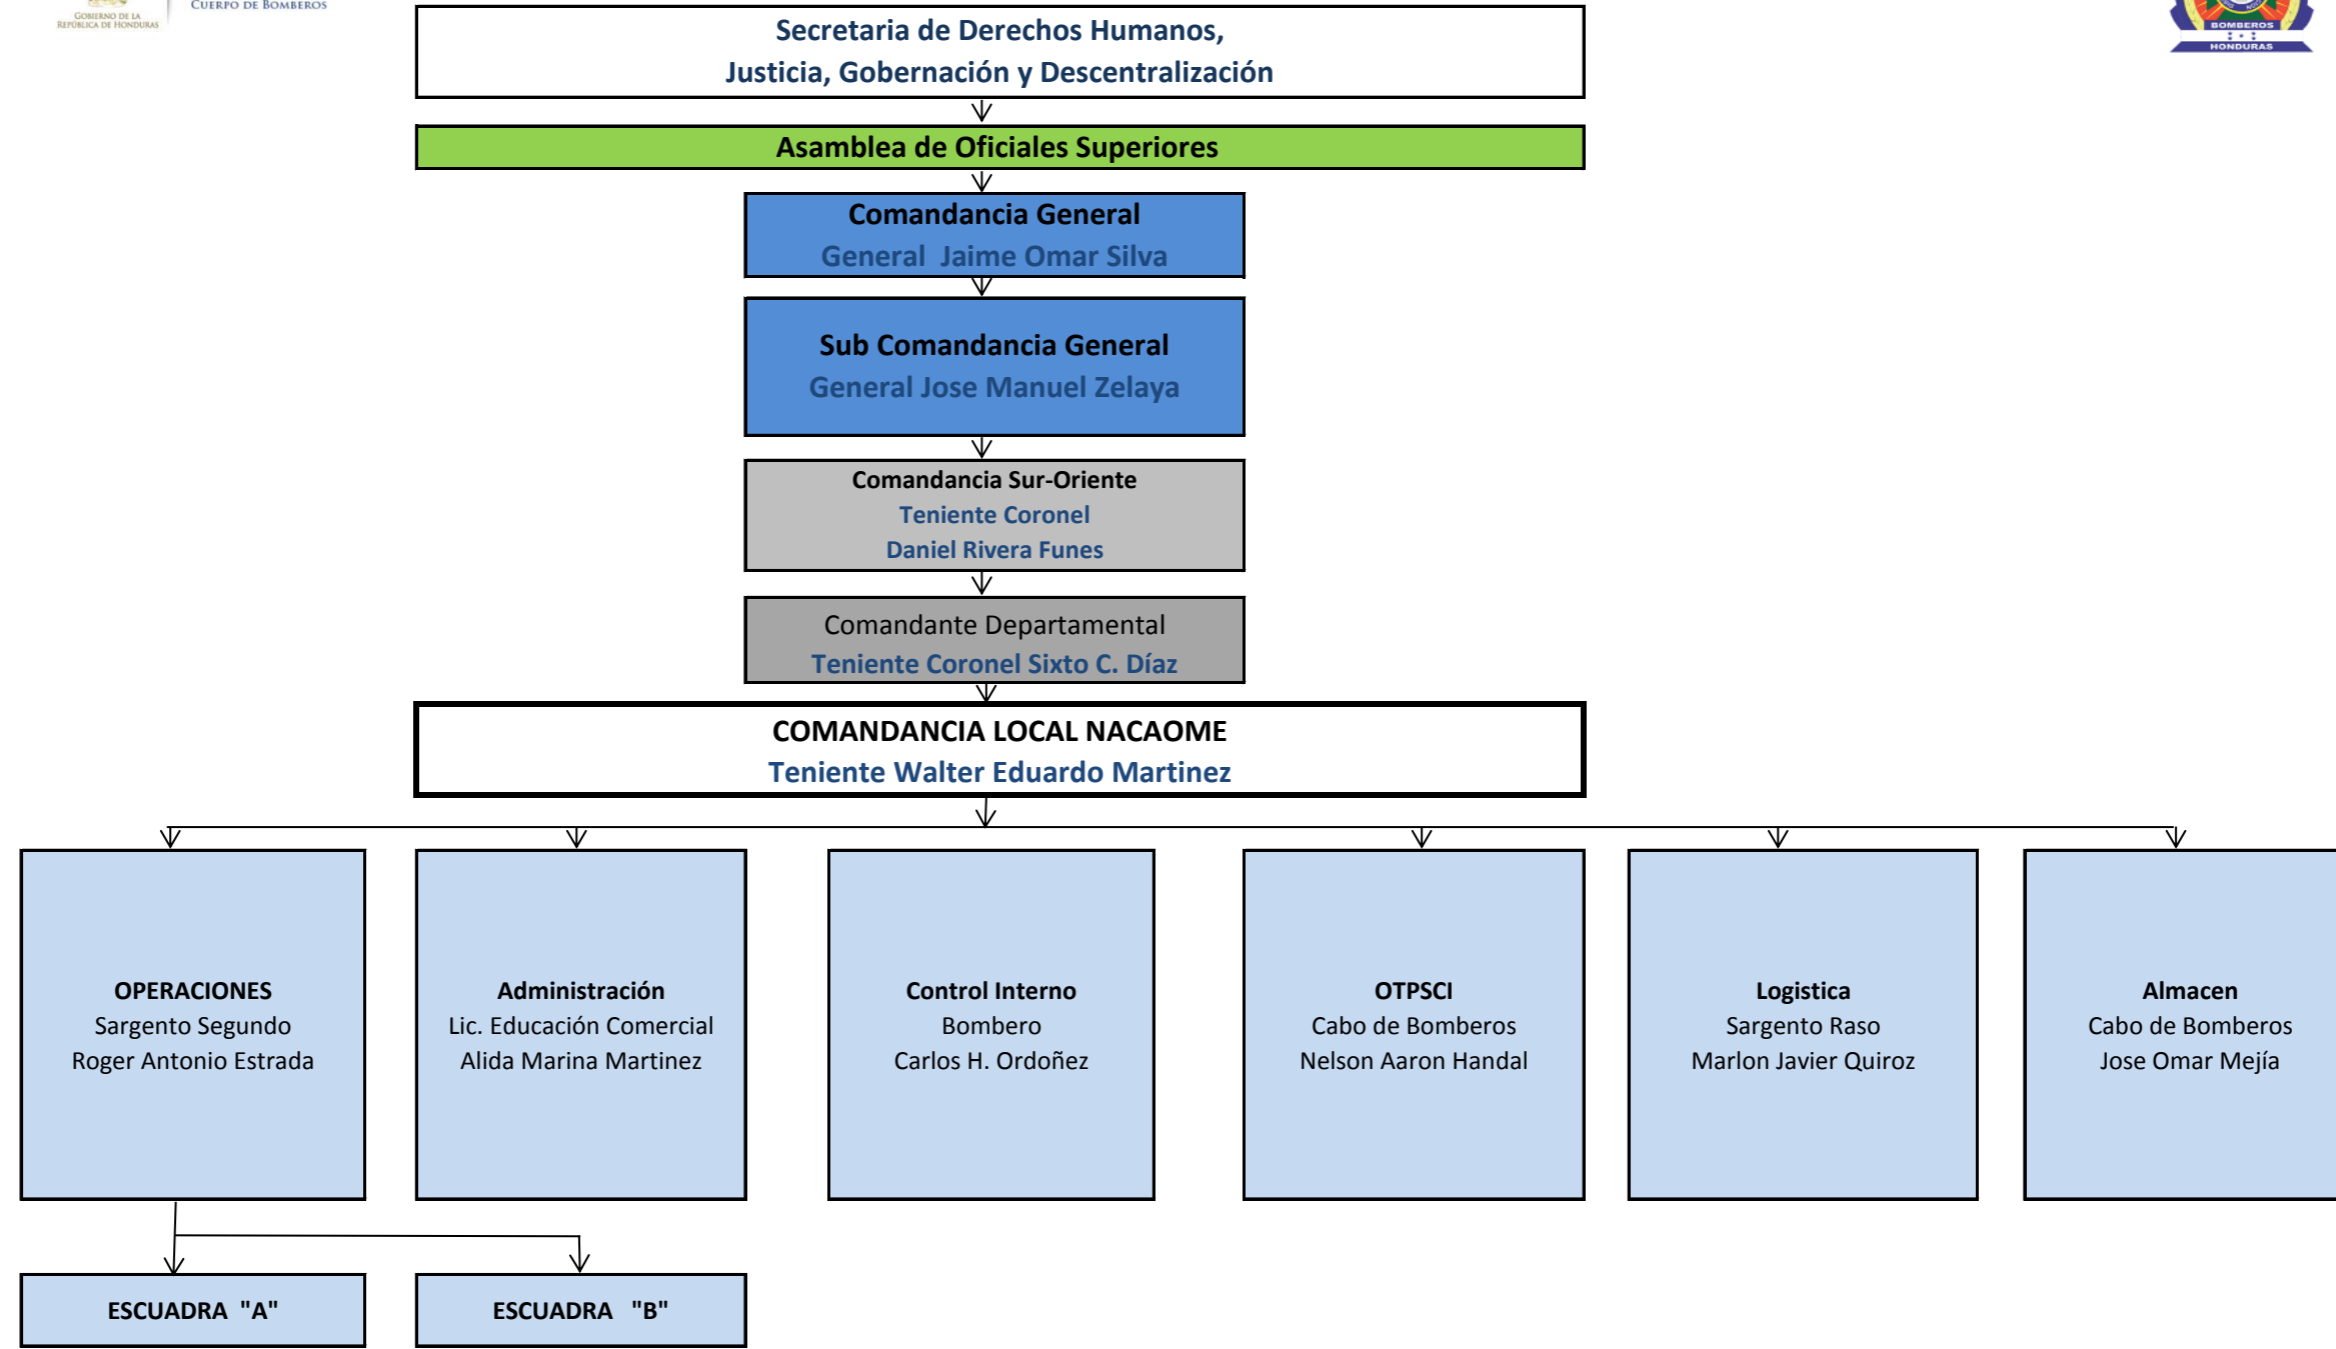 CUERPO DE BOMBEROS
GOBIERNO DE LA
REPÚBLICA DE HONDURAS
BOMBEROS
HONDURAS
Secretaria de Derechos Humanos,
Justicia, Gobernación y Descentralización
Asamblea de Oficiales Superiores
Comandancia General
General  Jaime Omar Silva
Sub Comandancia General
General Jose Manuel Zelaya
Comandancia Sur-Oriente
Teniente Coronel
Daniel Rivera Funes
Comandante Departamental
Teniente Coronel Sixto C. Díaz
COMANDANCIA LOCAL NACAOME
Teniente Walter Eduardo Martinez
OPERACIONES
Sargento Segundo
Roger Antonio Estrada
Administración
Lic. Educación Comercial
Alida Marina Martinez
Control Interno
Bombero
Carlos H. Ordoñez
OTPSCI
Cabo de Bomberos
Nelson Aaron Handal
Logistica
Sargento Raso
Marlon Javier Quiroz
Almacen
Cabo de Bomberos
Jose Omar Mejía
ESCUADRA  "A"
ESCUADRA   "B"